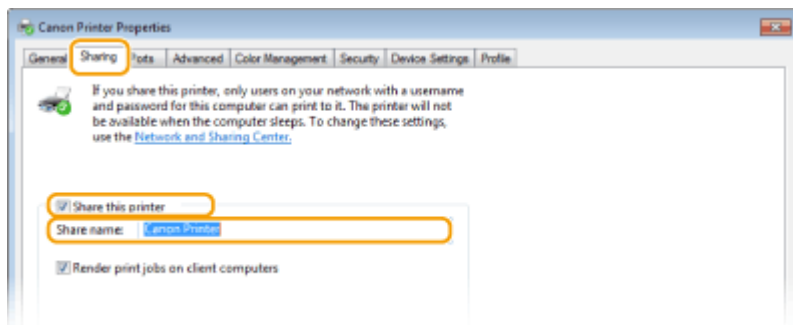 Canon Printer Properties
General Sharing Ports Advanced Color Management Security Device Settings Profile
If you share this printer, only users on your network with a username
and password for this computer can print to it. The printer will not
be available when the computer sleeps. To change these settings,
use the Network and Sharing Center.
Share this printer
Share name: Canon Printer
Render print jobs on client computers